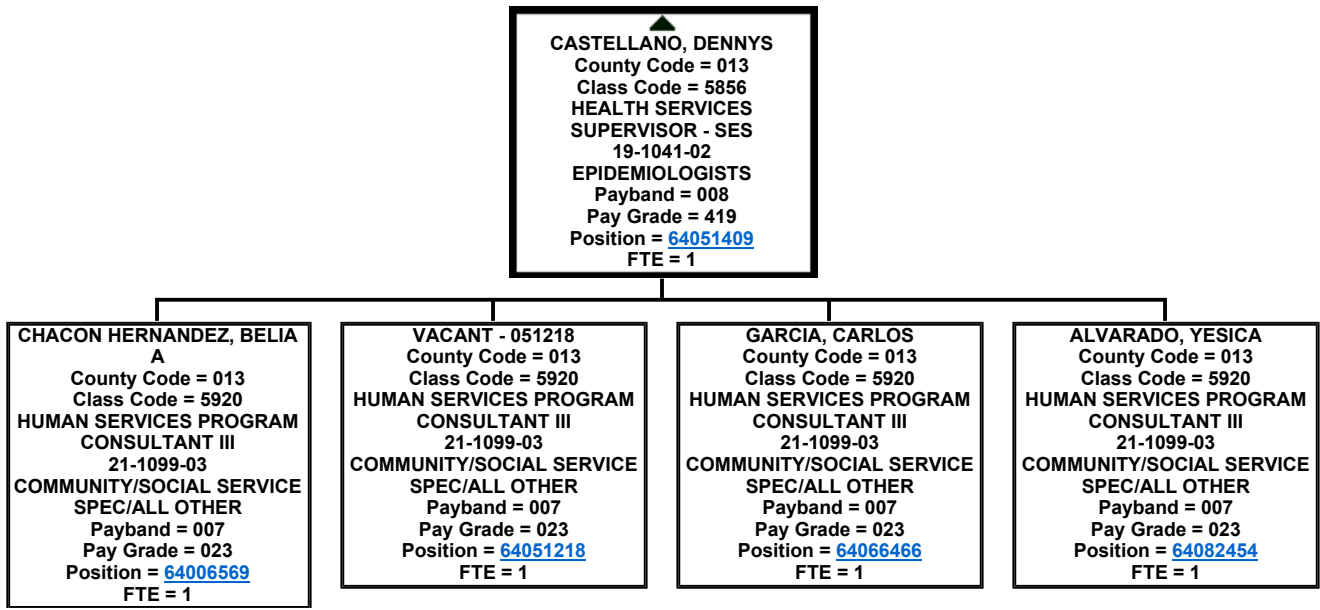 CASTELLANO, DENNYS
County Code = 013
Class Code = 5856
HEALTH SERVICES
SUPERVISOR - SES
19-1041-02
EPIDEMIOLOGISTS
Payband = 008
Pay Grade = 419
Position = 64051409
FTE = 1
CHACON HERNANDEZ, BELIA
A
County Code = 013
Class Code = 5920
HUMAN SERVICES PROGRAM
CONSULTANT III
21-1099-03
COMMUNITY/SOCIAL SERVICE
SPEC/ALL OTHER
Payband = 007
Pay Grade = 023
Position = 64006569
FTE = 1
VACANT - 051218
County Code = 013
Class Code = 5920
HUMAN SERVICES PROGRAM
CONSULTANT III
21-1099-03
COMMUNITY/SOCIAL SERVICE
SPEC/ALL OTHER
Payband = 007
Pay Grade = 023
Position = 64051218
FTE = 1
GARCIA, CARLOS
County Code = 013
Class Code = 5920
HUMAN SERVICES PROGRAM
CONSULTANT III
21-1099-03
COMMUNITY/SOCIAL SERVICE
SPEC/ALL OTHER
Payband = 007
Pay Grade = 023
Position = 64066466
FTE = 1
ALVARADO, YESICA
County Code = 013
Class Code = 5920
HUMAN SERVICES PROGRAM
CONSULTANT III
21-1099-03
COMMUNITY/SOCIAL SERVICE
SPEC/ALL OTHER
Payband = 007
Pay Grade = 023
Position = 64082454
FTE = 1